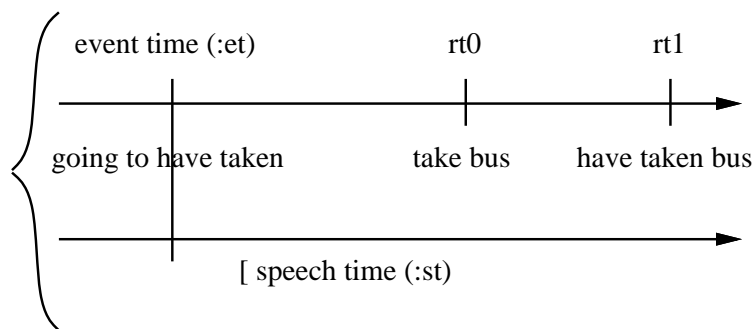 event time (:et) rt0 rt1
going to have taken take bus have taken bus
[ speech time (:st)